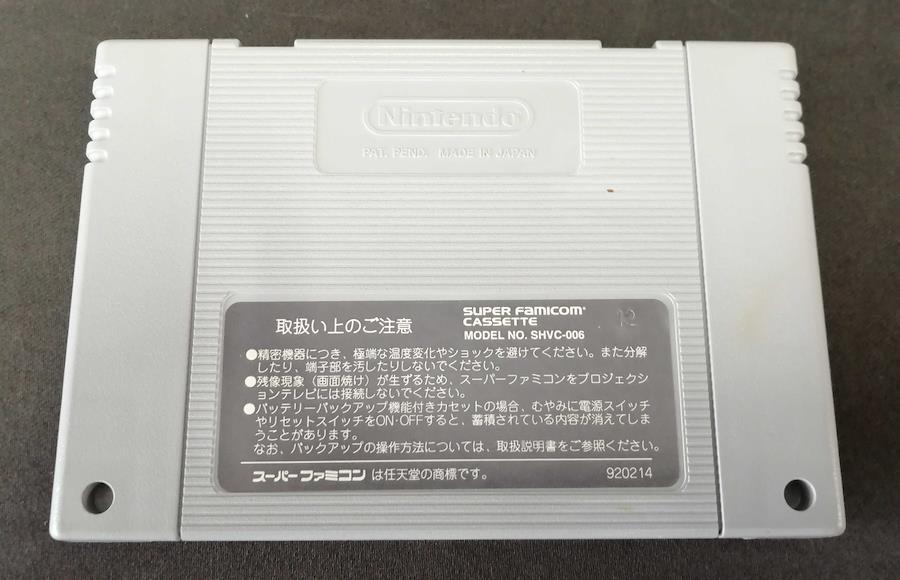 Nintendo®
PAT. PEND. MADE IN JAPAN
取扱い上のご注意
SUPER FAMICOM®
CASSETTE
MODEL NO. SHVC-006
12
●精密機器につき、極端な温度変化やショックを避けてください。また分解
したり、端子部を汚したりしないでください。
●残像現象（画面焼け）が生ずるため、スーパーファミコンをプロジェクシ
ョンテレビには接続しないでください。
●バッテリーバックアップ機能付きカセットの場合、むやみに電源スイッチ
やリセットスイッチをON・OFFすると、蓄積されている内容が消えてしま
うことがあります。
なお、バックアップの操作方法については、取扱説明書をご参照ください。
スーパーファミコン は任天堂の商標です。
920214